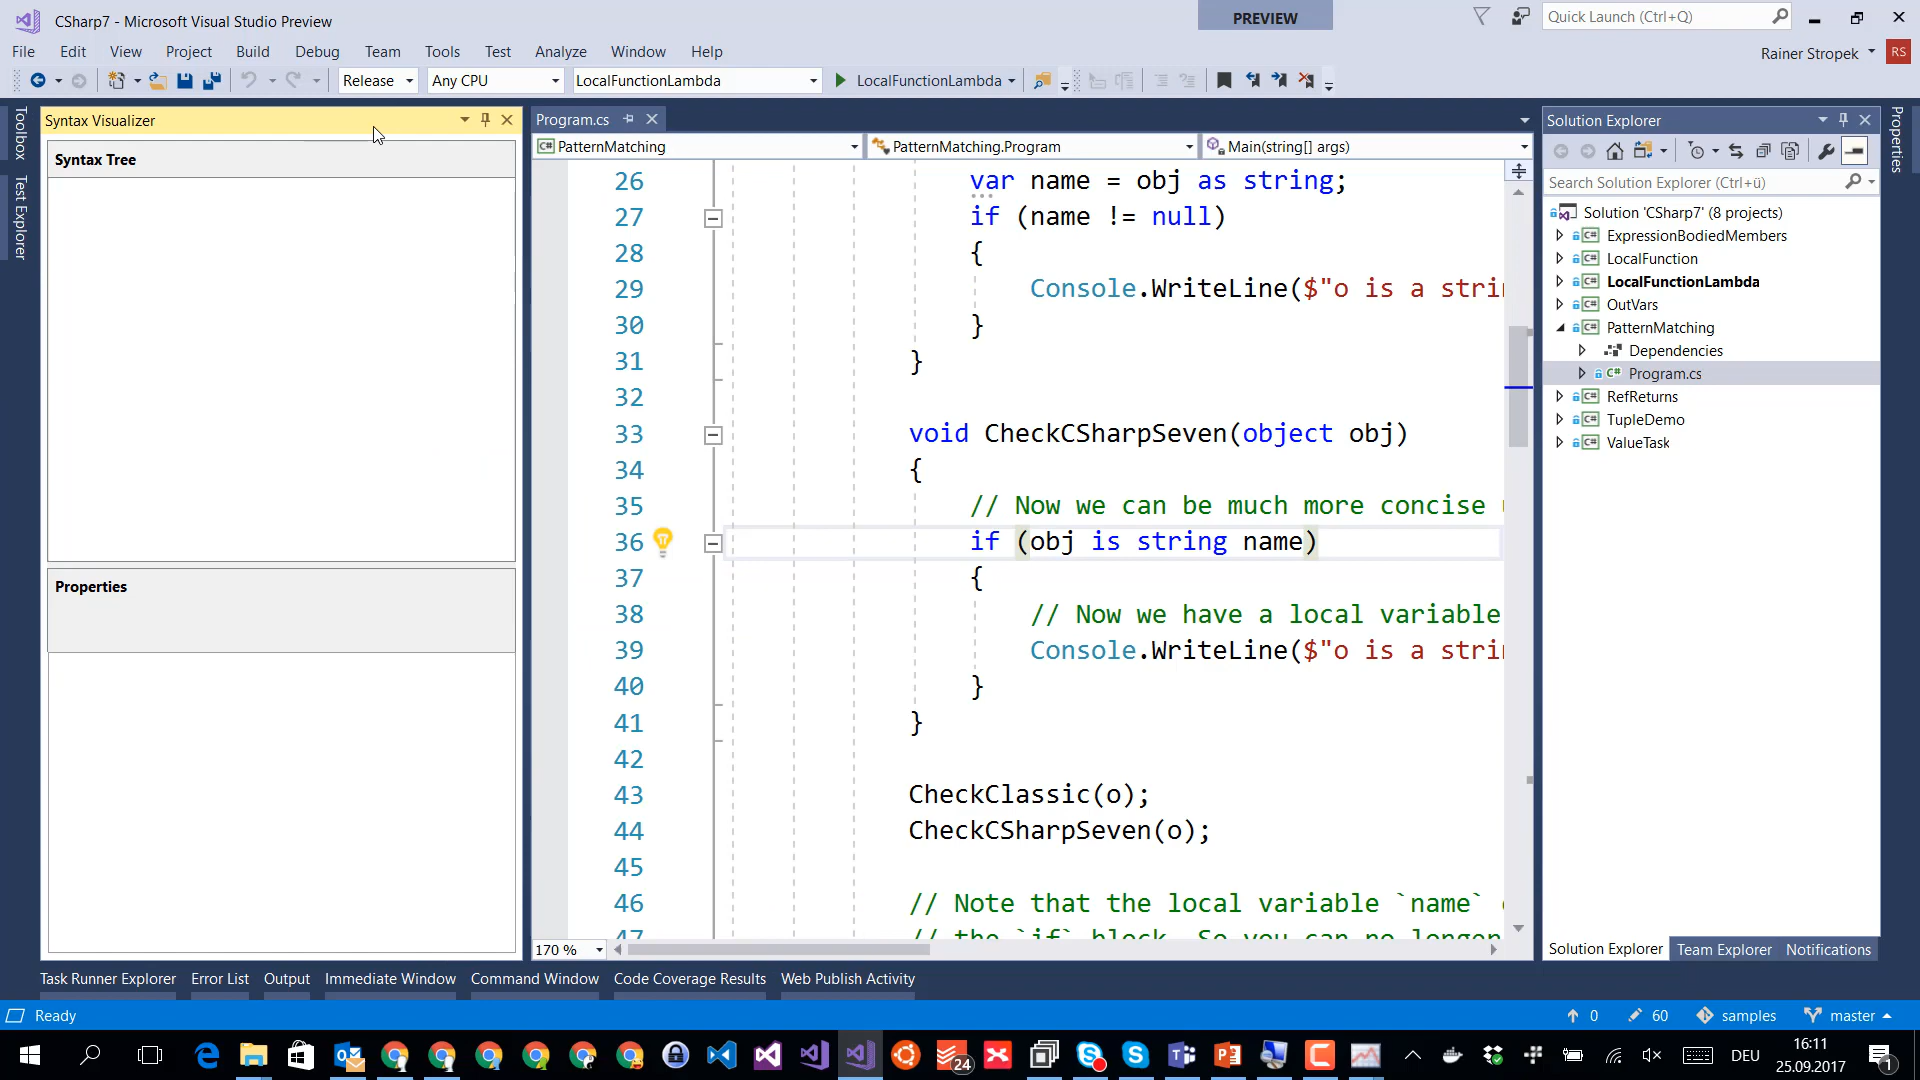 CSharp7 - Microsoft Visual Studio Preview
PREVIEW
Quick Launch (Ctrl+Q)
File Edit View Project Build Debug Team Tools Test Analyze Window Help
Rainer Stropek RS
Release Any CPU LocalFunctionLambda LocalFunctionLambda
Toolbox
Test Explorer
Syntax Visualizer
Syntax Tree
Properties
Program.cs
PatternMatching PatternMatching.Program Main(string[] args)
26 var name = obj as string;
27 if (name != null)
28 {
29 Console.WriteLine($"o is a strin
30 }
31 }
32
33 void CheckCSharpSeven(object obj)
34 {
35 // Now we can be much more concise
36 if (obj is string name)
37 {
38 // Now we have a local variable
39 Console.WriteLine($"o is a strin
40 }
41 }
42
43 CheckClassic(o);
44 CheckCSharpSeven(o);
45
46 // Note that the local variable `name`
47 // the `if` block. So you can no longer
170 %
Solution Explorer
Search Solution Explorer (Ctrl+ü)
Solution 'CSharp7' (8 projects)
ExpressionBodiedMembers
LocalFunction
LocalFunctionLambda
OutVars
PatternMatching
Dependencies
Program.cs
RefReturns
TupleDemo
ValueTask
Solution Explorer Team Explorer Notifications
Properties
Task Runner Explorer Error List Output Immediate Window Command Window Code Coverage Results Web Publish Activity
Ready 0 60 samples master
24 DEU 16:11
25.09.2017 1